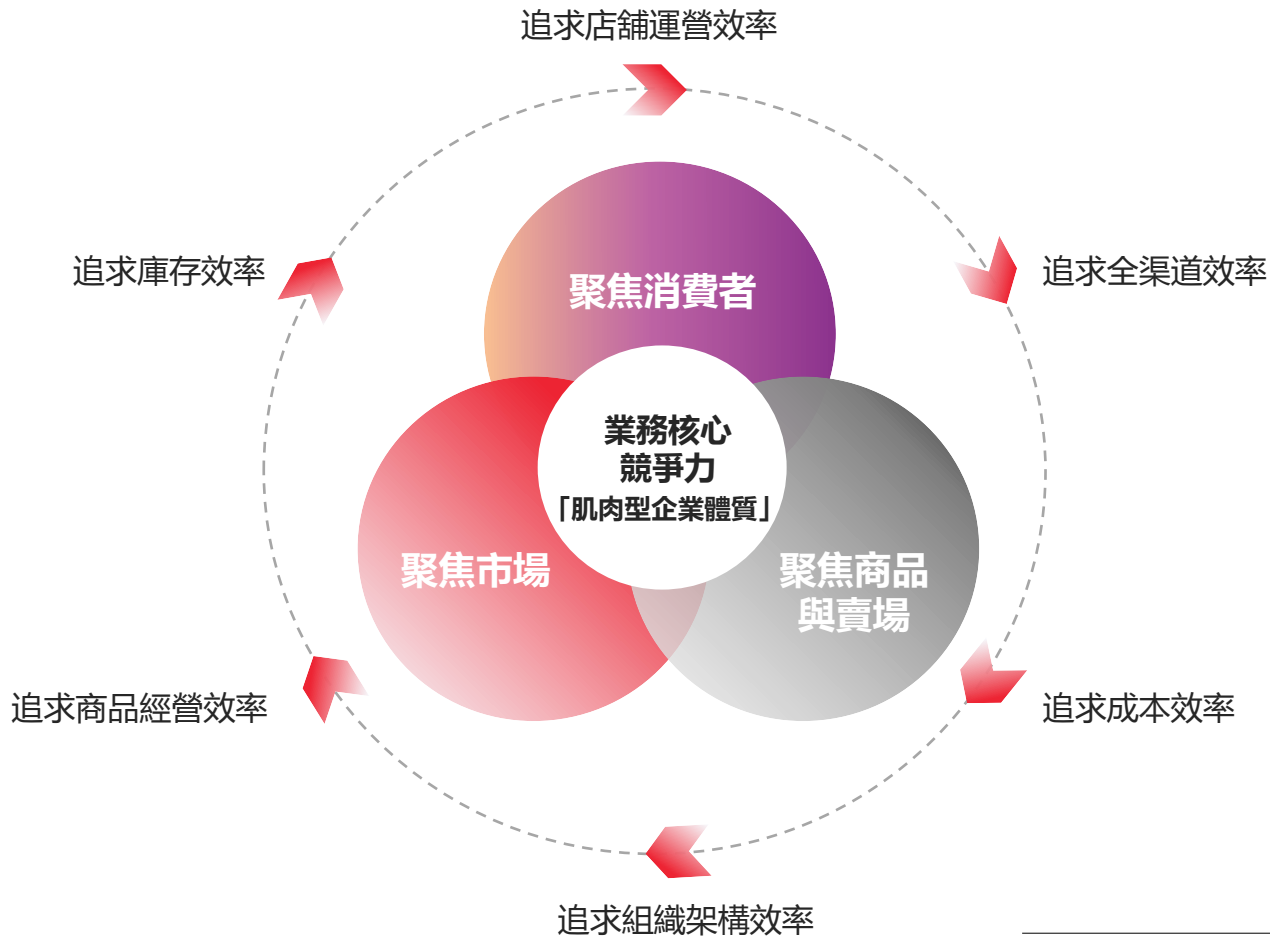 追求店舖運營效率
追求庫存效率
追求全渠道效率
聚焦消費者
業務核心
競爭力
「肌肉型企業體質」
聚焦市場
聚焦商品
與賣場
追求商品經營效率
追求成本效率
追求組織架構效率